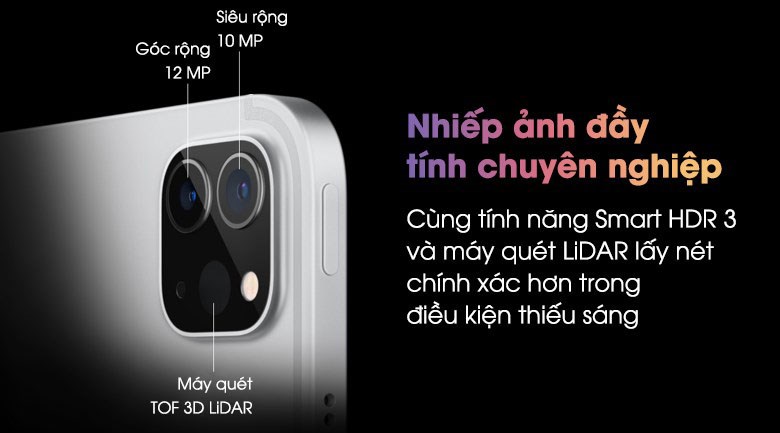 Siêu rộng
10 MP
Góc rộng
12 MP
Nhiếp ảnh đầy
tính chuyên nghiệp
Cùng tính năng Smart HDR 3
và máy quét LiDAR lấy nét
chính xác hơn trong
điều kiện thiếu sáng
Máy quét
TOF 3D LiDAR